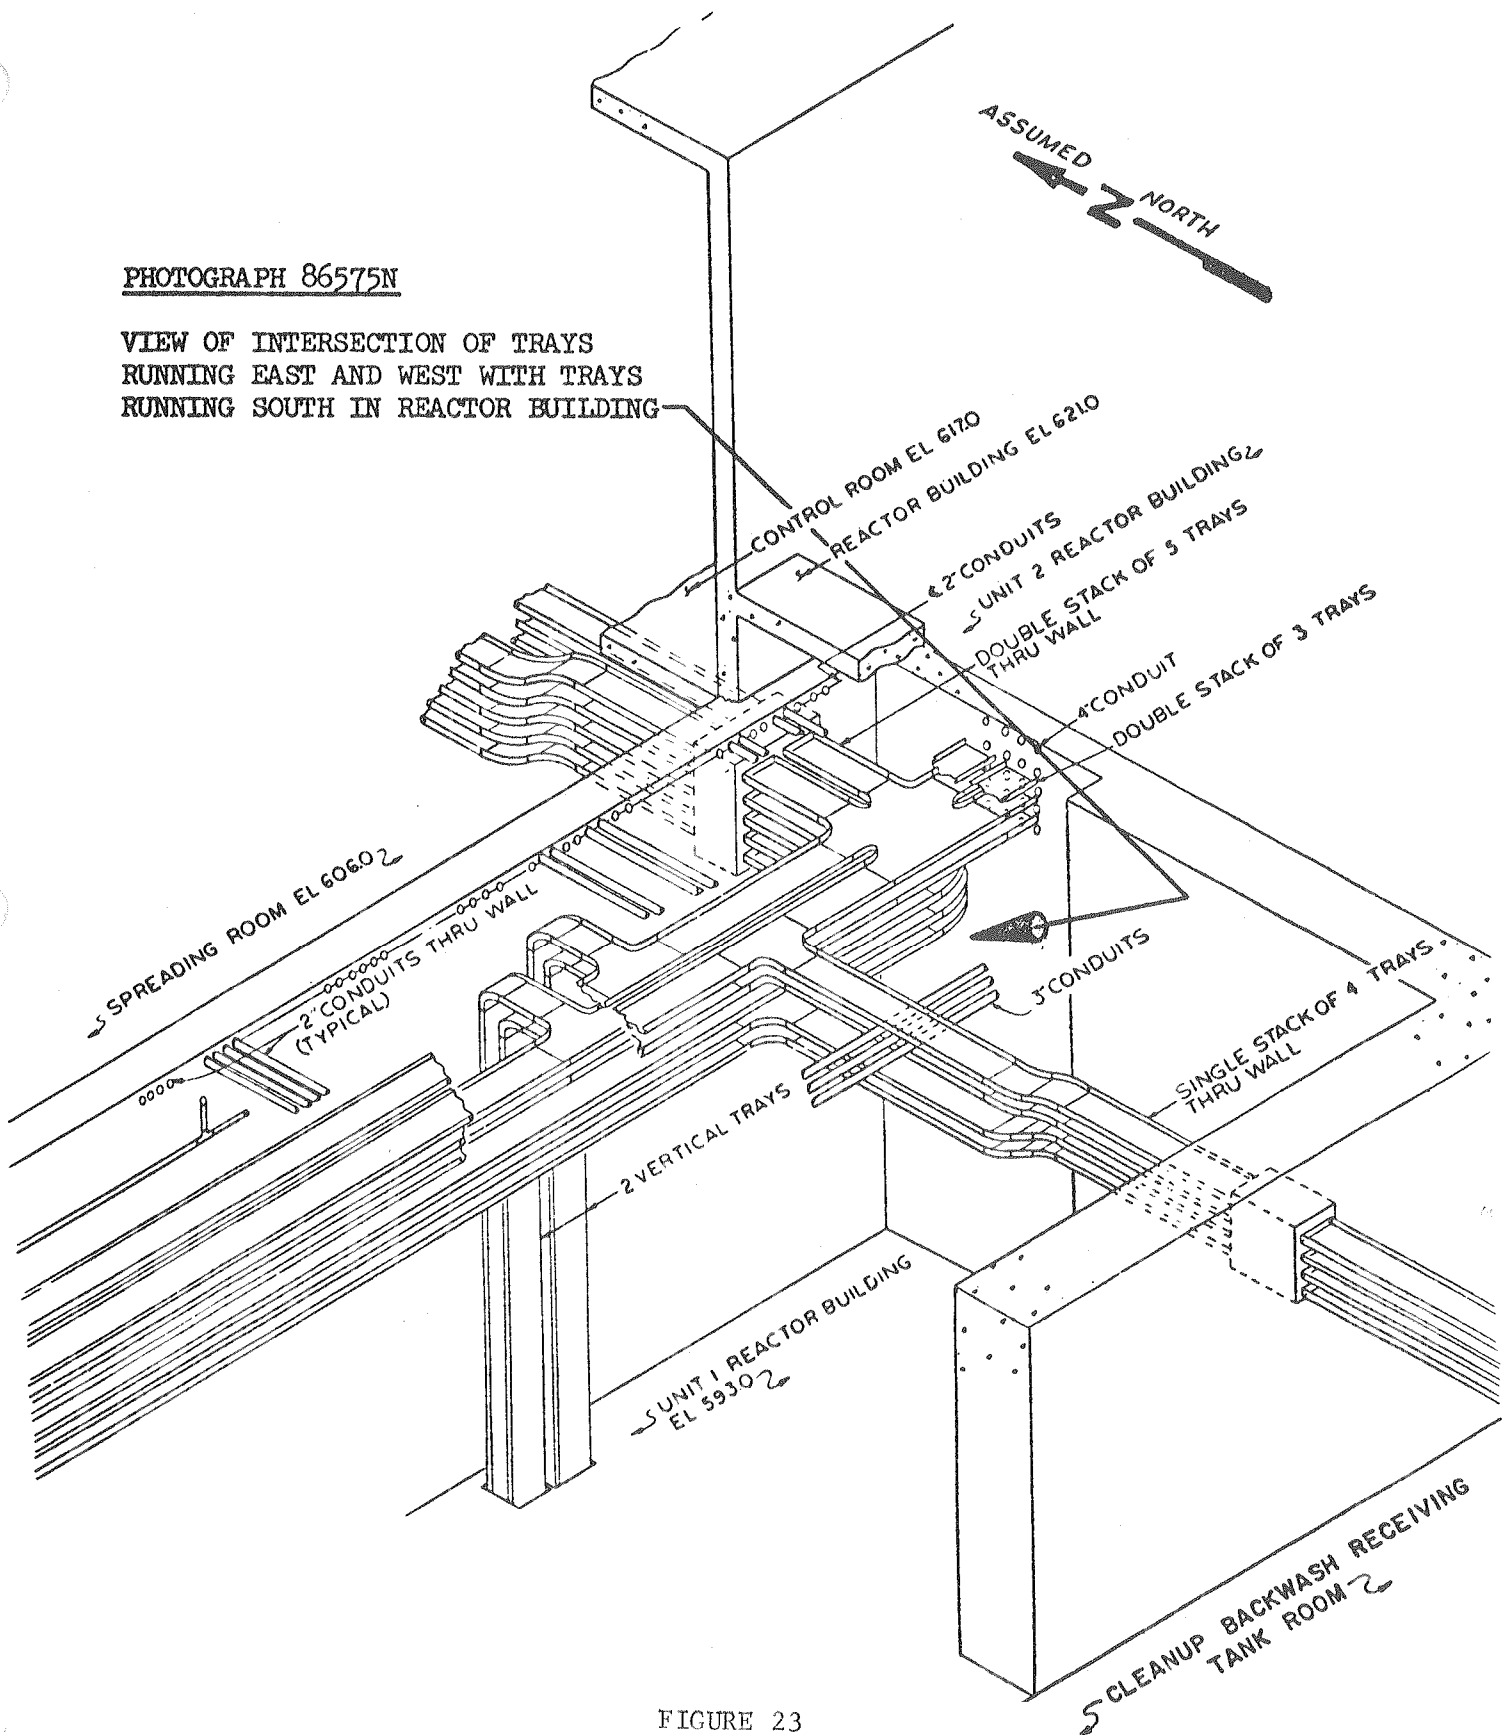 ASSUMED
N
NORTH
PHOTOGRAPH 86575N
VIEW OF INTERSECTION OF TRAYS
RUNNING EAST AND WEST WITH TRAYS
RUNNING SOUTH IN REACTOR BUILDING
CONTROL ROOM EL 617.0
REACTOR BUILDING EL 621.0
℄ 2" CONDUITS
UNIT 2 REACTOR BUILDING
DOUBLE STACK OF 5 TRAYS
THRU WALL
4" CONDUIT
DOUBLE STACK OF 3 TRAYS
SPREADING ROOM EL 606.0
2" CONDUITS THRU WALL
(TYPICAL)
3" CONDUITS
SINGLE STACK OF 4 TRAYS
THRU WALL
2 VERTICAL TRAYS
UNIT 1 REACTOR BUILDING
EL 593.0
CLEANUP BACKWASH RECEIVING
TANK ROOM
FIGURE 23